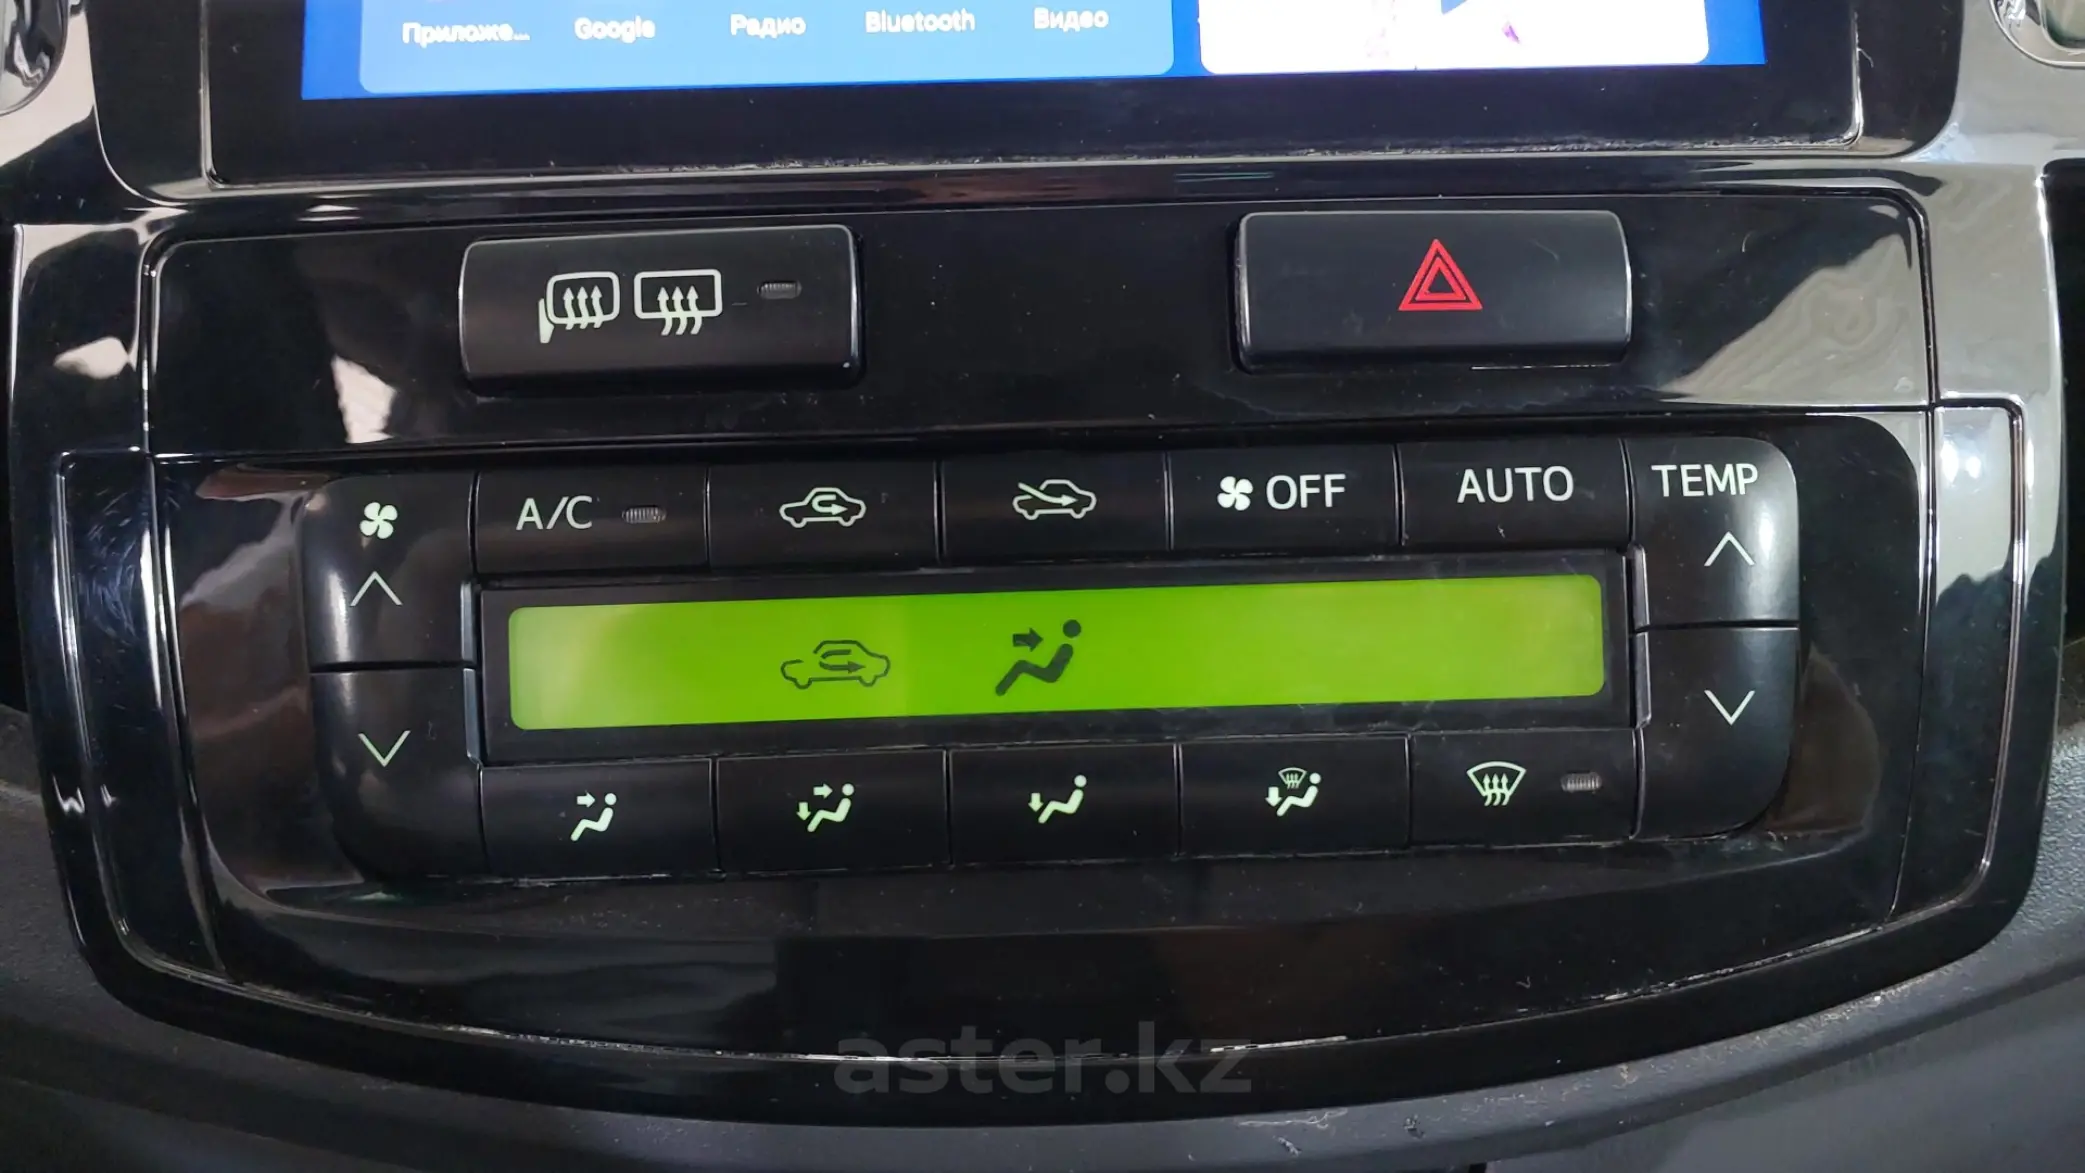 Приложе... Google Радио Bluetooth Видео
A/C OFF AUTO TEMP
aster.kz